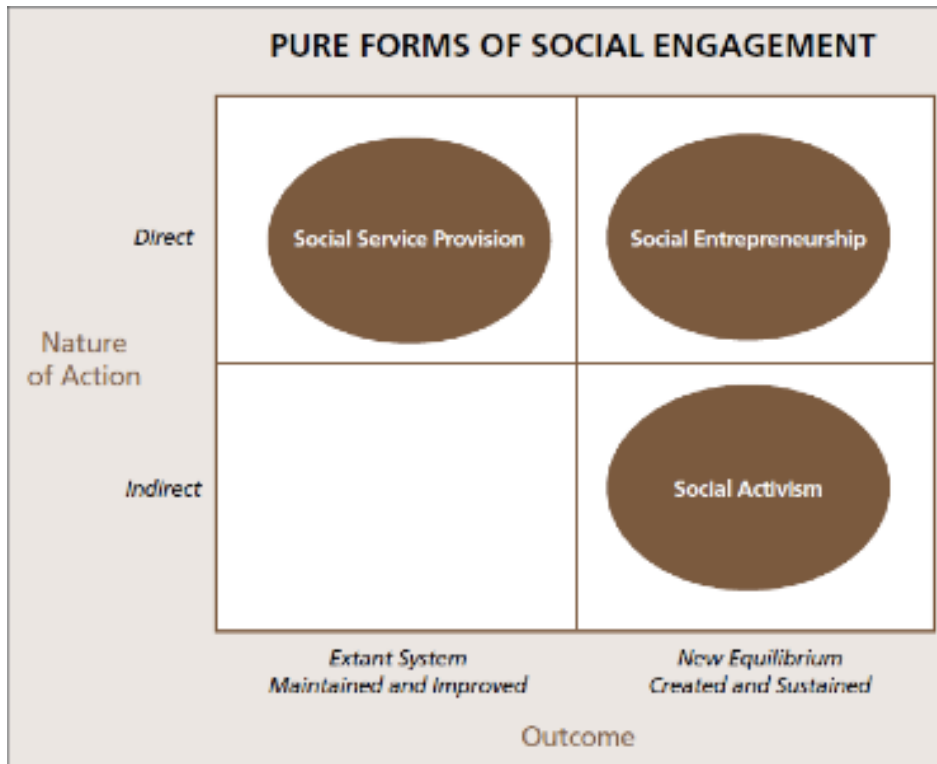 PURE FORMS OF SOCIAL ENGAGEMENT
Direct
Social Service Provision
Social Entrepreneurship
Nature
of Action
Indirect
Social Activism
Extant System
Maintained and Improved
New Equilibrium
Created and Sustained
Outcome